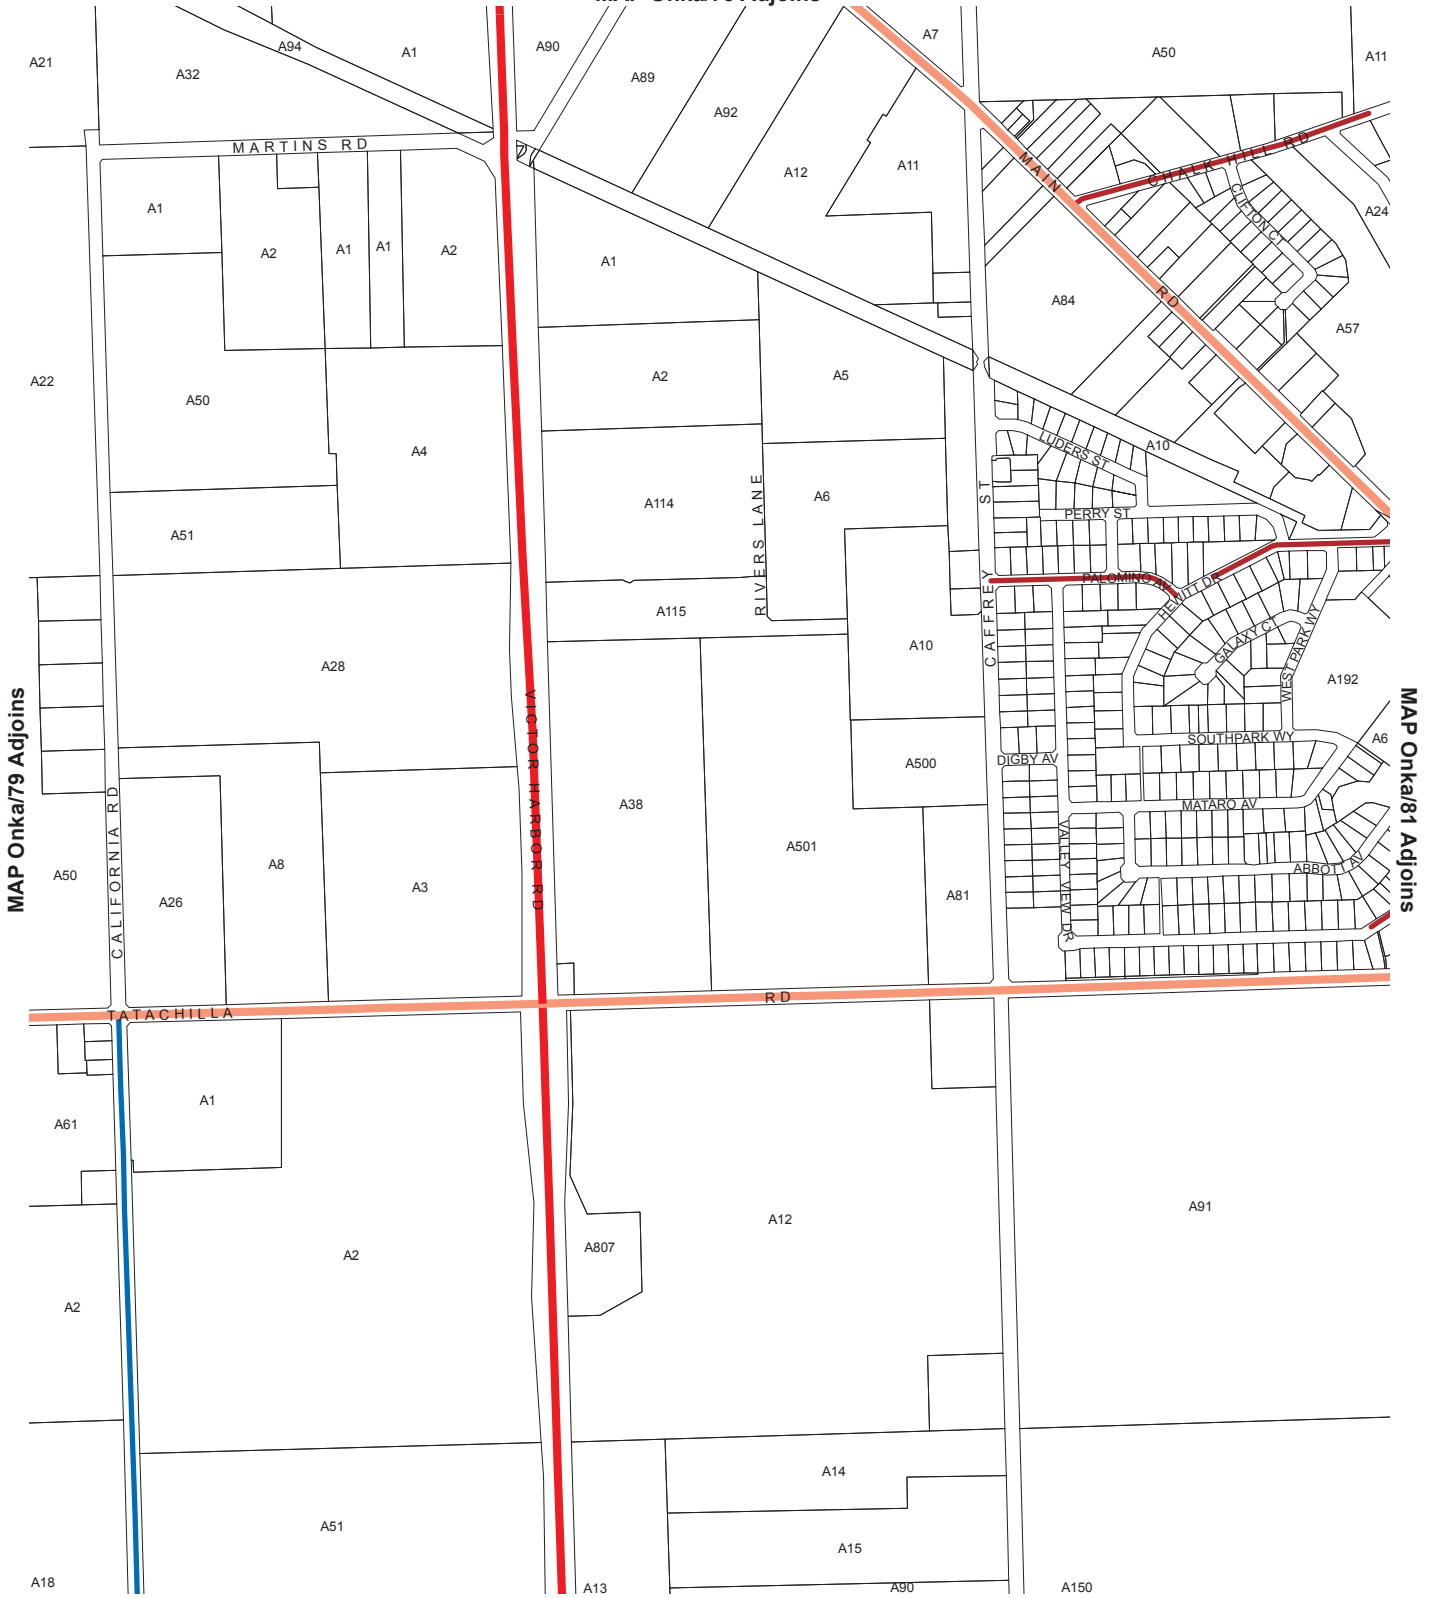 A7
A50
A11
A21
A94
A1
A90
A32
A89
A92
MARTINS RD
A12
A11
MAIN
CHALK HILL RD
CLIFTON CT
A24
A1
A2
A1
A1
A2
A1
A84
RD
A57
A22
A50
A2
A5
A4
LUDERS ST
A10
A114
RIVERS LANE
A6
ST
PERRY ST
A51
CAFFREY
PALOMINO AV
HEWITT DR
A115
GALAXY CT
WEST PARK WY
A28
A10
A192
MAP Onka/79 Adjoins
MAP Onka/81 Adjoins
VICTOR HARBOR RD
SOUTHPARK WY
A6
A500
DIGBY AV
CALIFORNIA RD
A38
MATARO AV
A501
VALLEY VIEW DR
ABBOTT AV
A50
A8
A3
A26
A81
TATACHILLA
RD
A1
A61
A12
A91
A2
A807
A2
A14
A51
A15
A18
A13
A90
A150